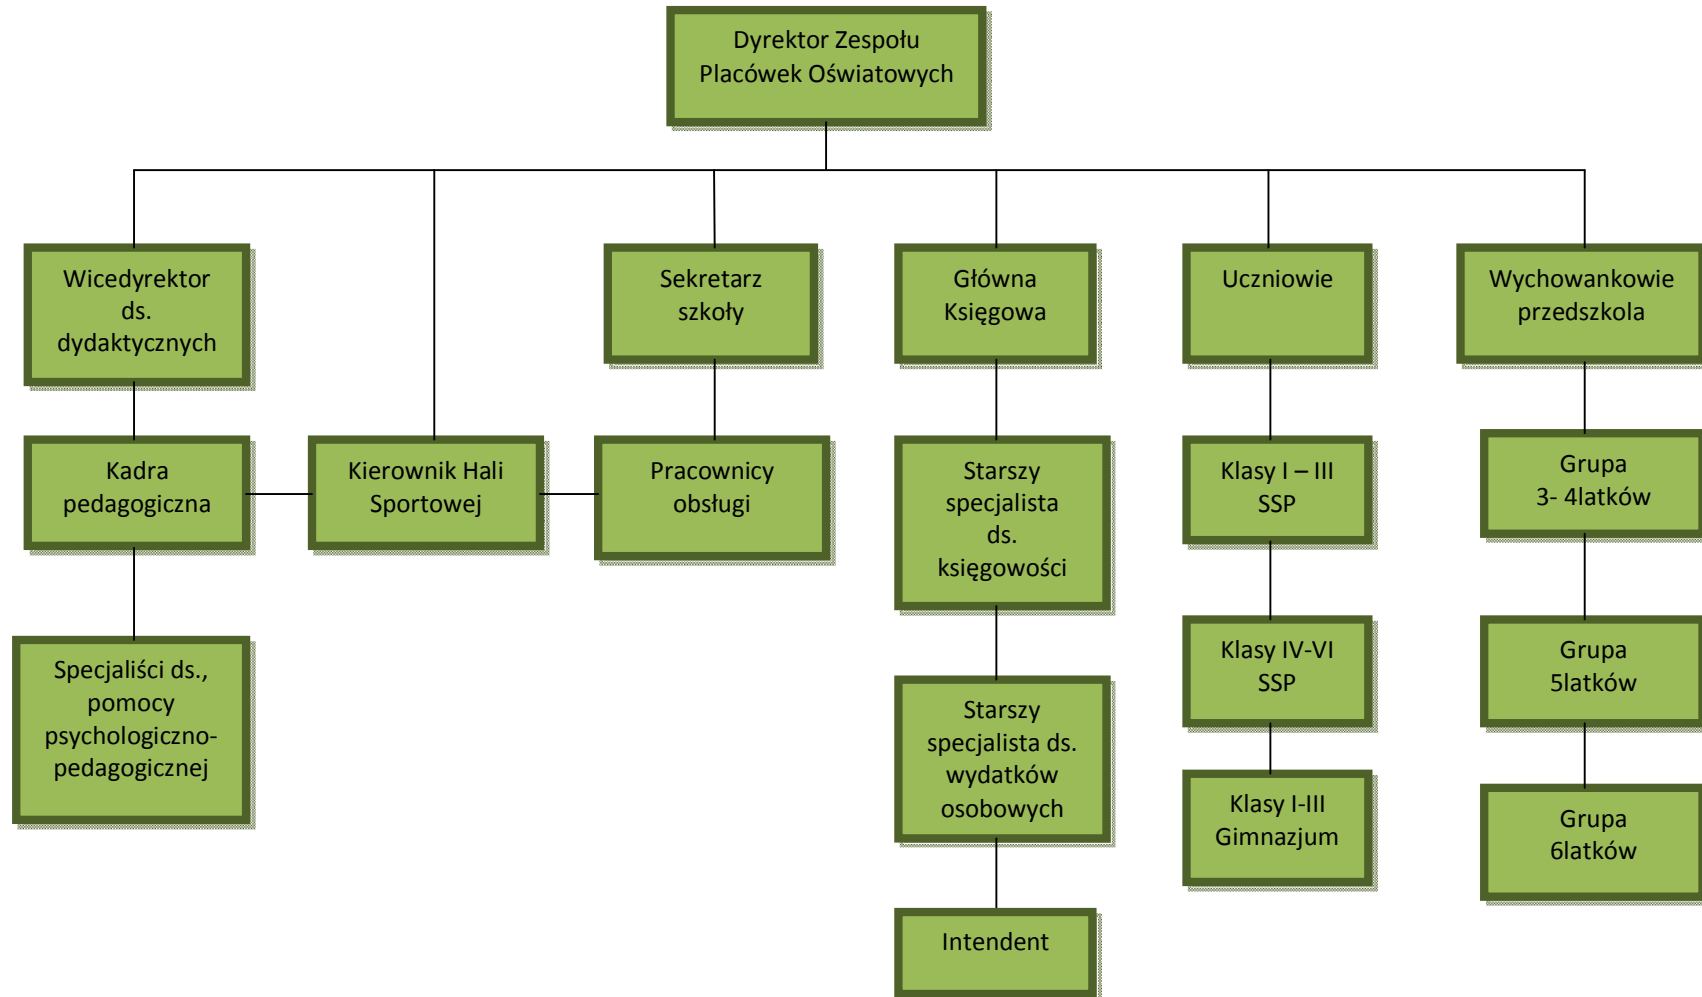 Dyrektor Zespołu
Placówek Oświatowych
Wicedyrektor
ds.
dydaktycznych
Sekretarz
szkoły
Główna
Księgowa
Uczniowie
Wychowankowie
przedszkola
Kadra
pedagogiczna
Kierownik Hali
Sportowej
Pracownicy
obsługi
Starszy
specjalista
ds.
księgowości
Klasy I – III
SSP
Grupa
3- 4latków
Specjaliści ds.,
pomocy
psychologiczno-
pedagogicznej
Starszy
specjalista ds.
wydatków
osobowych
Klasy IV-VI
SSP
Grupa
5latków
Klasy I-III
Gimnazjum
Grupa
6latków
Intendent